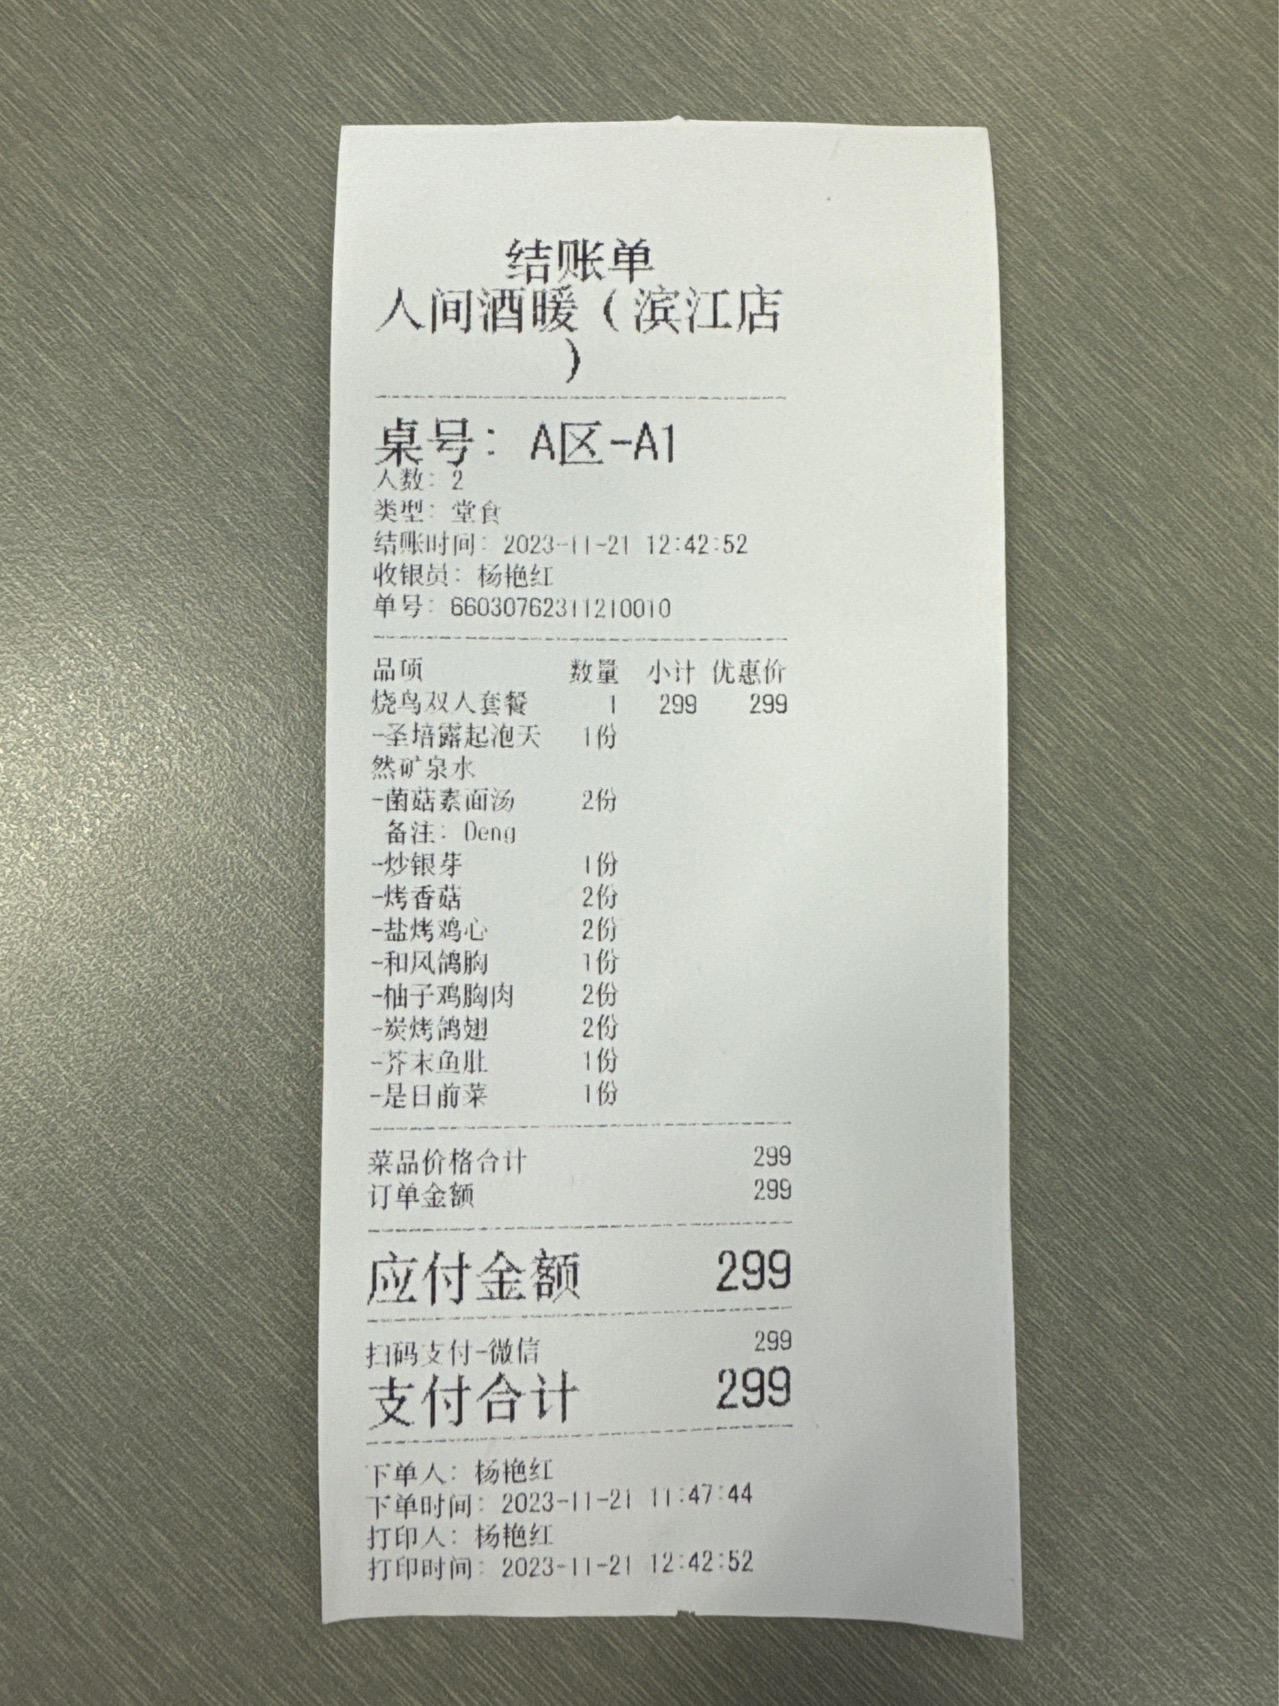 结账单
人间酒暖（滨江店
）
桌号：A区-A1
人数：2
类型：堂食
结账时间：2023-11-21 12:42:52
收银员：杨艳红
单号：66030762311210010
品项 数量 小计 优惠价
烧鸟双人套餐 1 299 299
-圣培露起泡天 1份
然矿泉水
-菌菇素面汤 2份
备注：Deng
-炒银芽 1份
-烤香菇 2份
-盐烤鸡心 2份
-和风鸽胸 1份
-柚子鸡胸肉 2份
-炭烤鸽翅 2份
-芥末鱼肚 1份
-是日前菜 1份
菜品价格合计 299
订单金额 299
应付金额 299
扫码支付-微信 299
支付合计 299
下单人：杨艳红
下单时间：2023-11-21 11:47:44
打印人：杨艳红
打印时间：2023-11-21 12:42:52